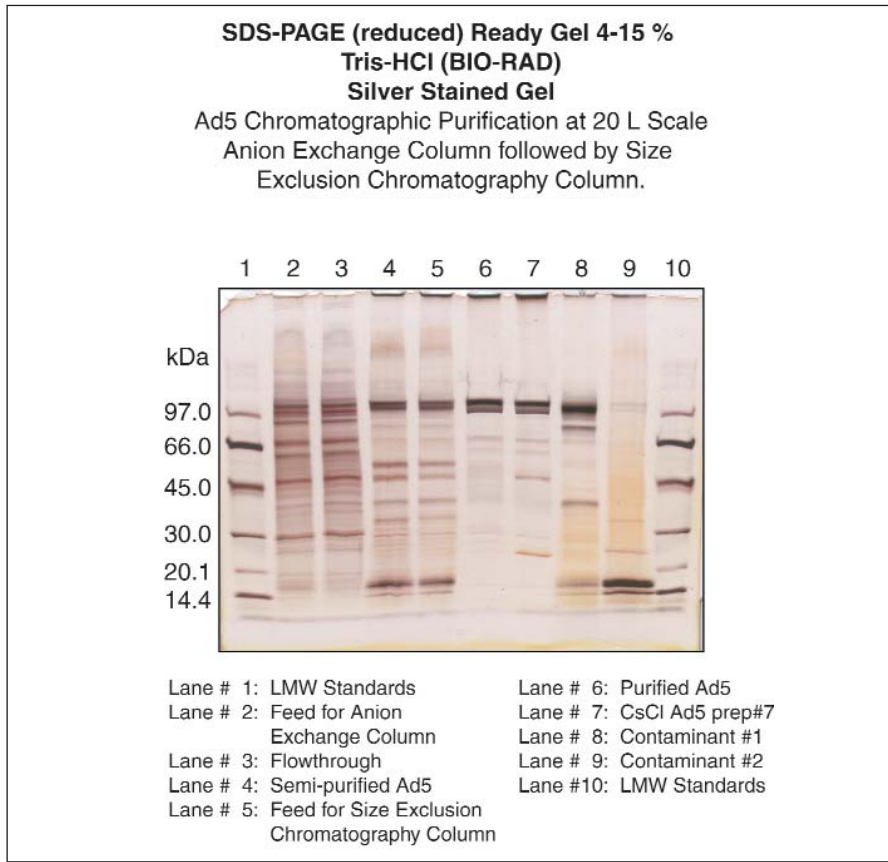 SDS-PAGE (reduced) Ready Gel 4-15 %
Tris-HCl (BIO-RAD)
Silver Stained Gel
Ad5 Chromatographic Purification at 20 L Scale
Anion Exchange Column followed by Size
Exclusion Chromatography Column.
1 2 3 4 5 6 7 8 9 10
kDa
97.0
66.0
45.0
30.0
20.1
14.4
Lane # 1: LMW Standards
Lane # 2: Feed for Anion
Exchange Column
Lane # 3: Flowthrough
Lane # 4: Semi-purified Ad5
Lane # 5: Feed for Size Exclusion
Chromatography Column
Lane # 6: Purified Ad5
Lane # 7: CsCl Ad5 prep#7
Lane # 8: Contaminant #1
Lane # 9: Contaminant #2
Lane #10: LMW Standards